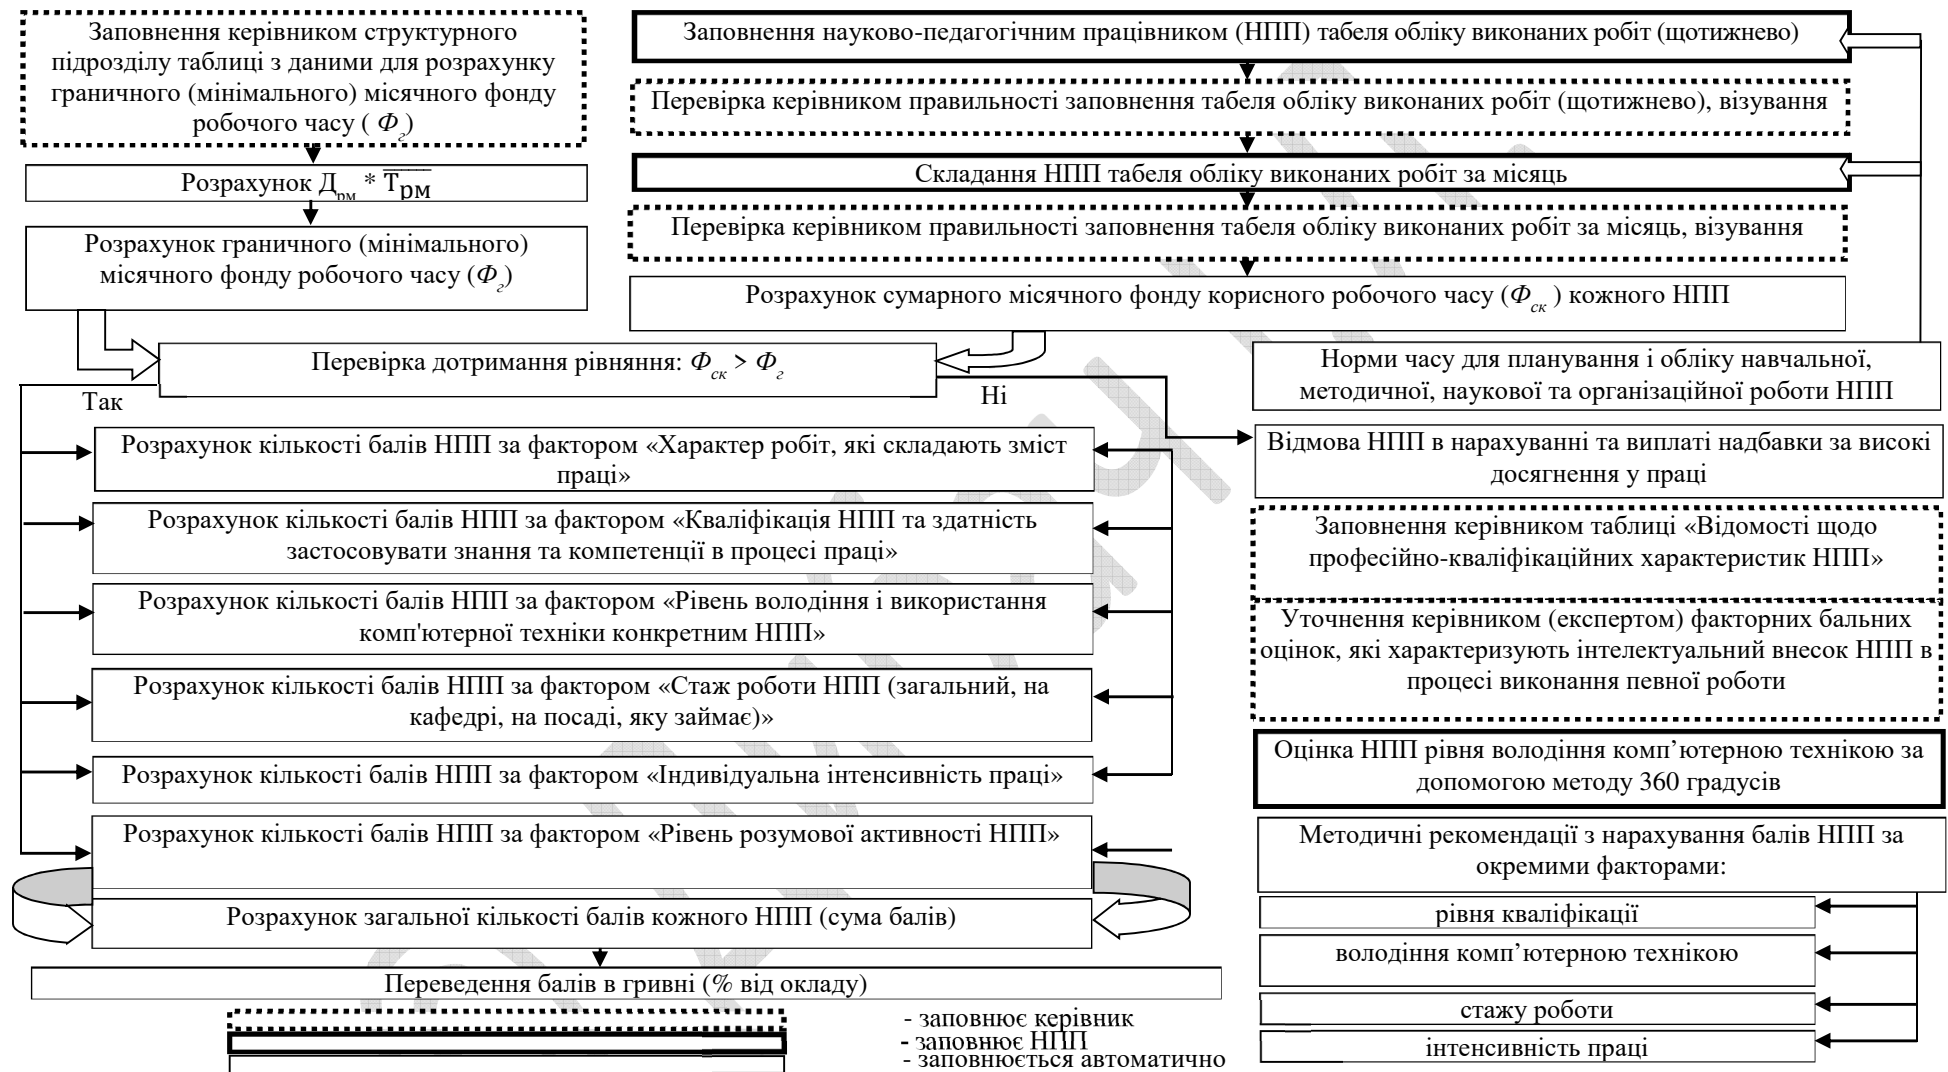 Заповнення керівником структурного
підрозділу таблиці з даними для розрахунку
граничного (мінімального) місячного фонду
робочого часу ( Фг)
Розрахунок Дрм * Трм
Розрахунок граничного (мінімального)
місячного фонду робочого часу (Фг)
Заповнення науково-педагогічним працівником (НПП) табеля обліку виконаних робіт (щотижнево)
Перевірка керівником правильності заповнення табеля обліку виконаних робіт (щотижнево), візування
Складання НПП табеля обліку виконаних робіт за місяць
Перевірка керівником правильності заповнення табеля обліку виконаних робіт за місяць, візування
Розрахунок сумарного місячного фонду корисного робочого часу (Фск ) кожного НПП
Перевірка дотримання рівняння: Фск > Фг
Так
Ні
Норми часу для планування і обліку навчальної,
методичної, наукової та організаційної роботи НПП
Розрахунок кількості балів НПП за фактором «Характер робіт, які складають зміст
праці»
Розрахунок кількості балів НПП за фактором «Кваліфікація НПП та здатність
застосовувати знання та компетенції в процесі праці»
Розрахунок кількості балів НПП за фактором «Рівень володіння і використання
комп'ютерної техніки конкретним НПП»
Розрахунок кількості балів НПП за фактором «Стаж роботи НПП (загальний, на
кафедрі, на посаді, яку займає)»
Розрахунок кількості балів НПП за фактором «Індивідуальна інтенсивність праці»
Розрахунок кількості балів НПП за фактором «Рівень розумової активності НПП»
Розрахунок загальної кількості балів кожного НПП (сума балів)
Переведення балів в гривні (% від окладу)
Відмова НПП в нарахуванні та виплаті надбавки за високі
досягнення у праці
Заповнення керівником таблиці «Відомості щодо
професійно-кваліфікаційних характеристик НПП»
Уточнення керівником (експертом) факторних бальних
оцінок, які характеризують інтелектуальний внесок НПП в
процесі виконання певної роботи
Оцінка НПП рівня володіння комп’ютерною технікою за
допомогою методу 360 градусів
Методичні рекомендації з нарахування балів НПП за
окремими факторами:
рівня кваліфікації
володіння комп’ютерною технікою
стажу роботи
інтенсивність праці
- заповнює керівник
- заповнює НПП
- заповнюється автоматично